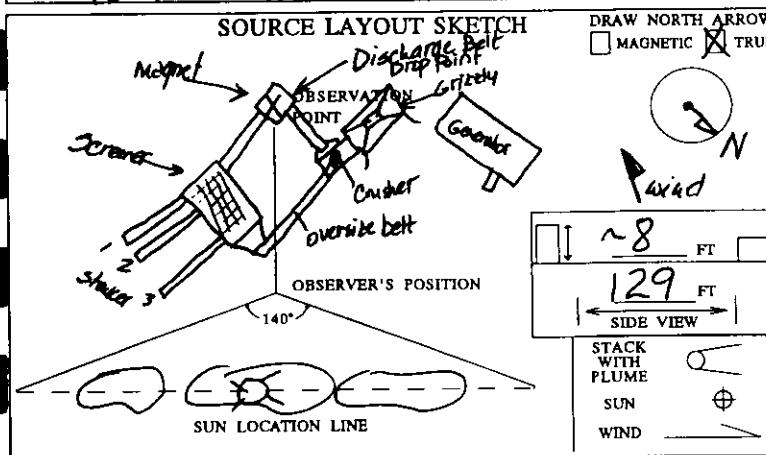 SOURCE LAYOUT SKETCH
DRAW NORTH ARROW
MAGNETIC TRU
Magnet
Discharge Belt
Drop Point
Grizzly
OBSERVATION
POINT
Generator
N
wind
Screener
Crusher
oversize belt
1
2
3
~8 FT
OBSERVER'S POSITION
129 FT
SIDE VIEW
140°
STACK
WITH
PLUME
SUN
WIND
SUN LOCATION LINE